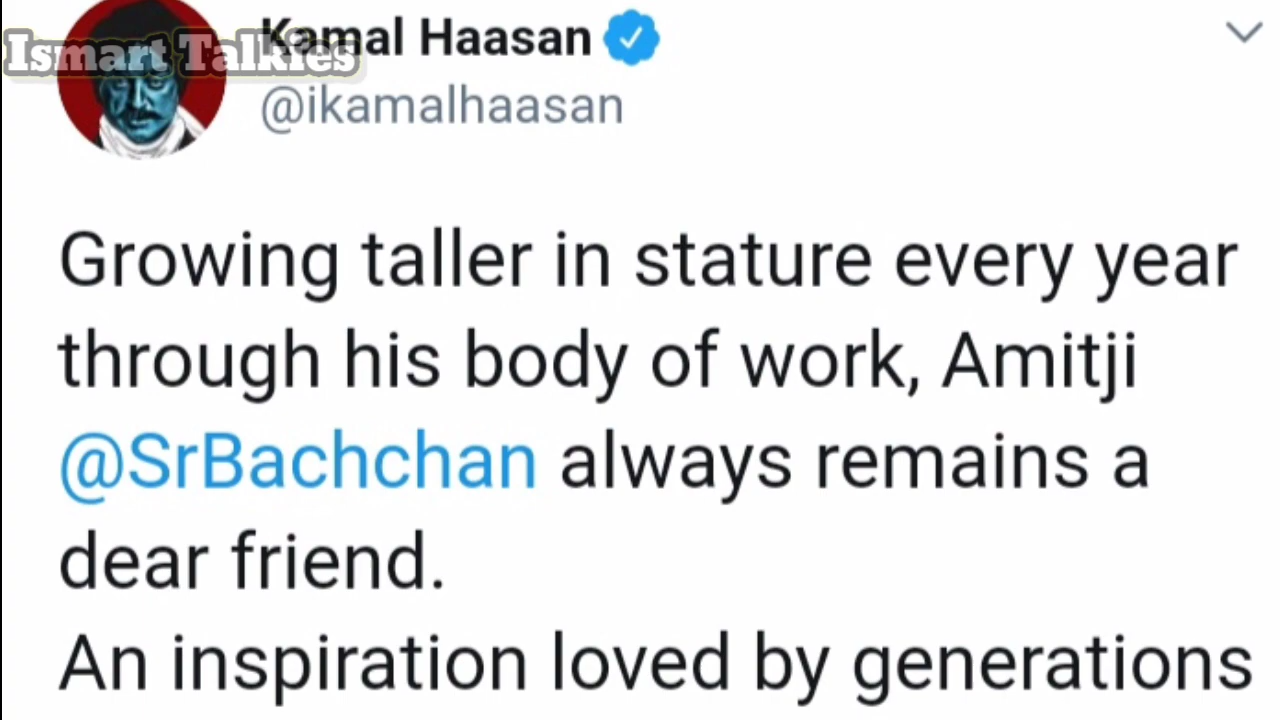 Ismart Talkies
Kamal Haasan
@ikamalhaasan
Growing taller in stature every year
through his body of work, Amitji
@SrBachchan always remains a
dear friend.
An inspiration loved by generations